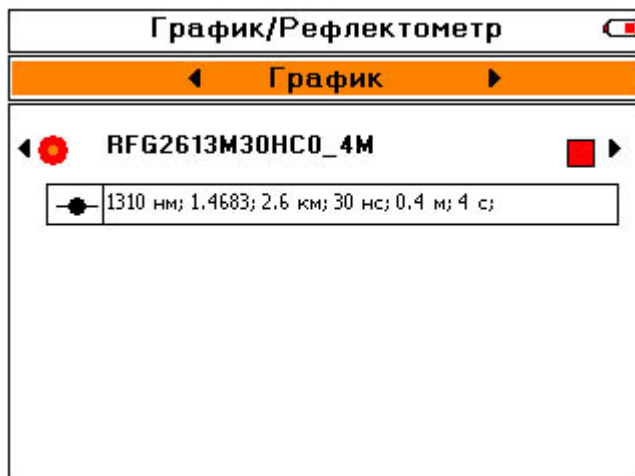 График/Рефлектометр
График
RFG2613M30HC0_4M
1310 нм; 1.4683; 2.6 км; 30 нс; 0.4 м; 4 с;